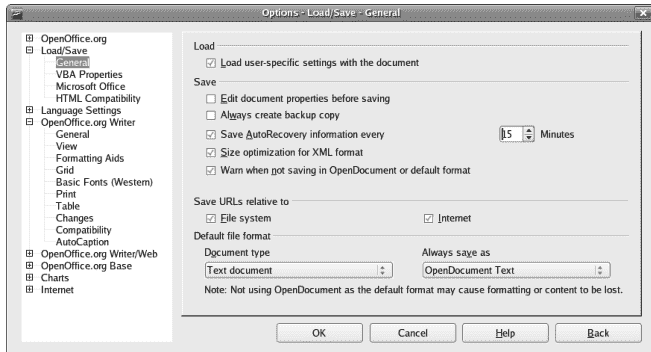 Options - Load/Save - General
OpenOffice.org
Load/Save
General
VBA Properties
Microsoft Office
HTML Compatibility
Language Settings
OpenOffice.org Writer
General
View
Formatting Aids
Grid
Basic Fonts (Western)
Print
Table
Changes
Compatibility
AutoCaption
OpenOffice.org Writer/Web
OpenOffice.org Base
Charts
Internet
Load
Load user-specific settings with the document
Save
Edit document properties before saving
Always create backup copy
Save AutoRecovery information every 15 Minutes
Size optimization for XML format
Warn when not saving in OpenDocument or default format
Save URLs relative to
File system Internet
Default file format
Document type Always save as
Text document OpenDocument Text
Note: Not using OpenDocument as the default format may cause formatting or content to be lost.
OK Cancel Help Back